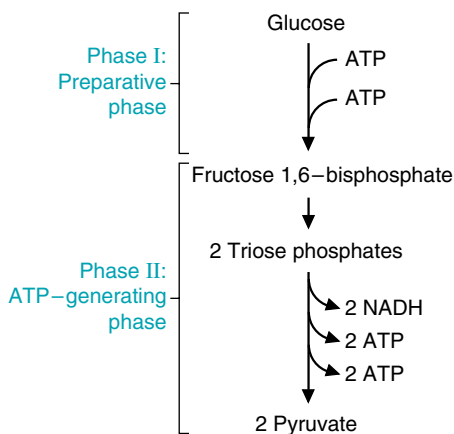 Glucose
Phase I:
Preparative
phase
ATP
ATP
Fructose 1,6–bisphosphate
2 Triose phosphates
Phase II:
ATP–generating
phase
2 NADH
2 ATP
2 ATP
2 Pyruvate